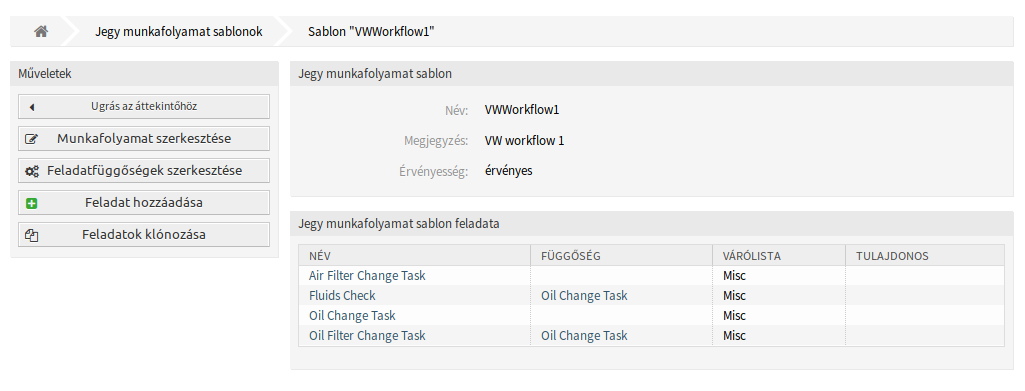 Jegy munkafolyamat sablonok Sablon "VWWorkflow1"
Műveletek
Ugrás az áttekintőhöz
Munkafolyamat szerkesztése
Feladatfüggőségek szerkesztése
Feladat hozzáadása
Feladatok klónozása
Jegy munkafolyamat sablon
Név: VWWorkflow1
Megjegyzés: VW workflow 1
Érvényesség: érvényes
Jegy munkafolyamat sablon feladata
NÉV FÜGGŐSÉG VÁRÓLISTA TULAJDONOS
Air Filter Change Task Misc
Fluids Check Oil Change Task Misc
Oil Change Task Misc
Oil Filter Change Task Oil Change Task Misc